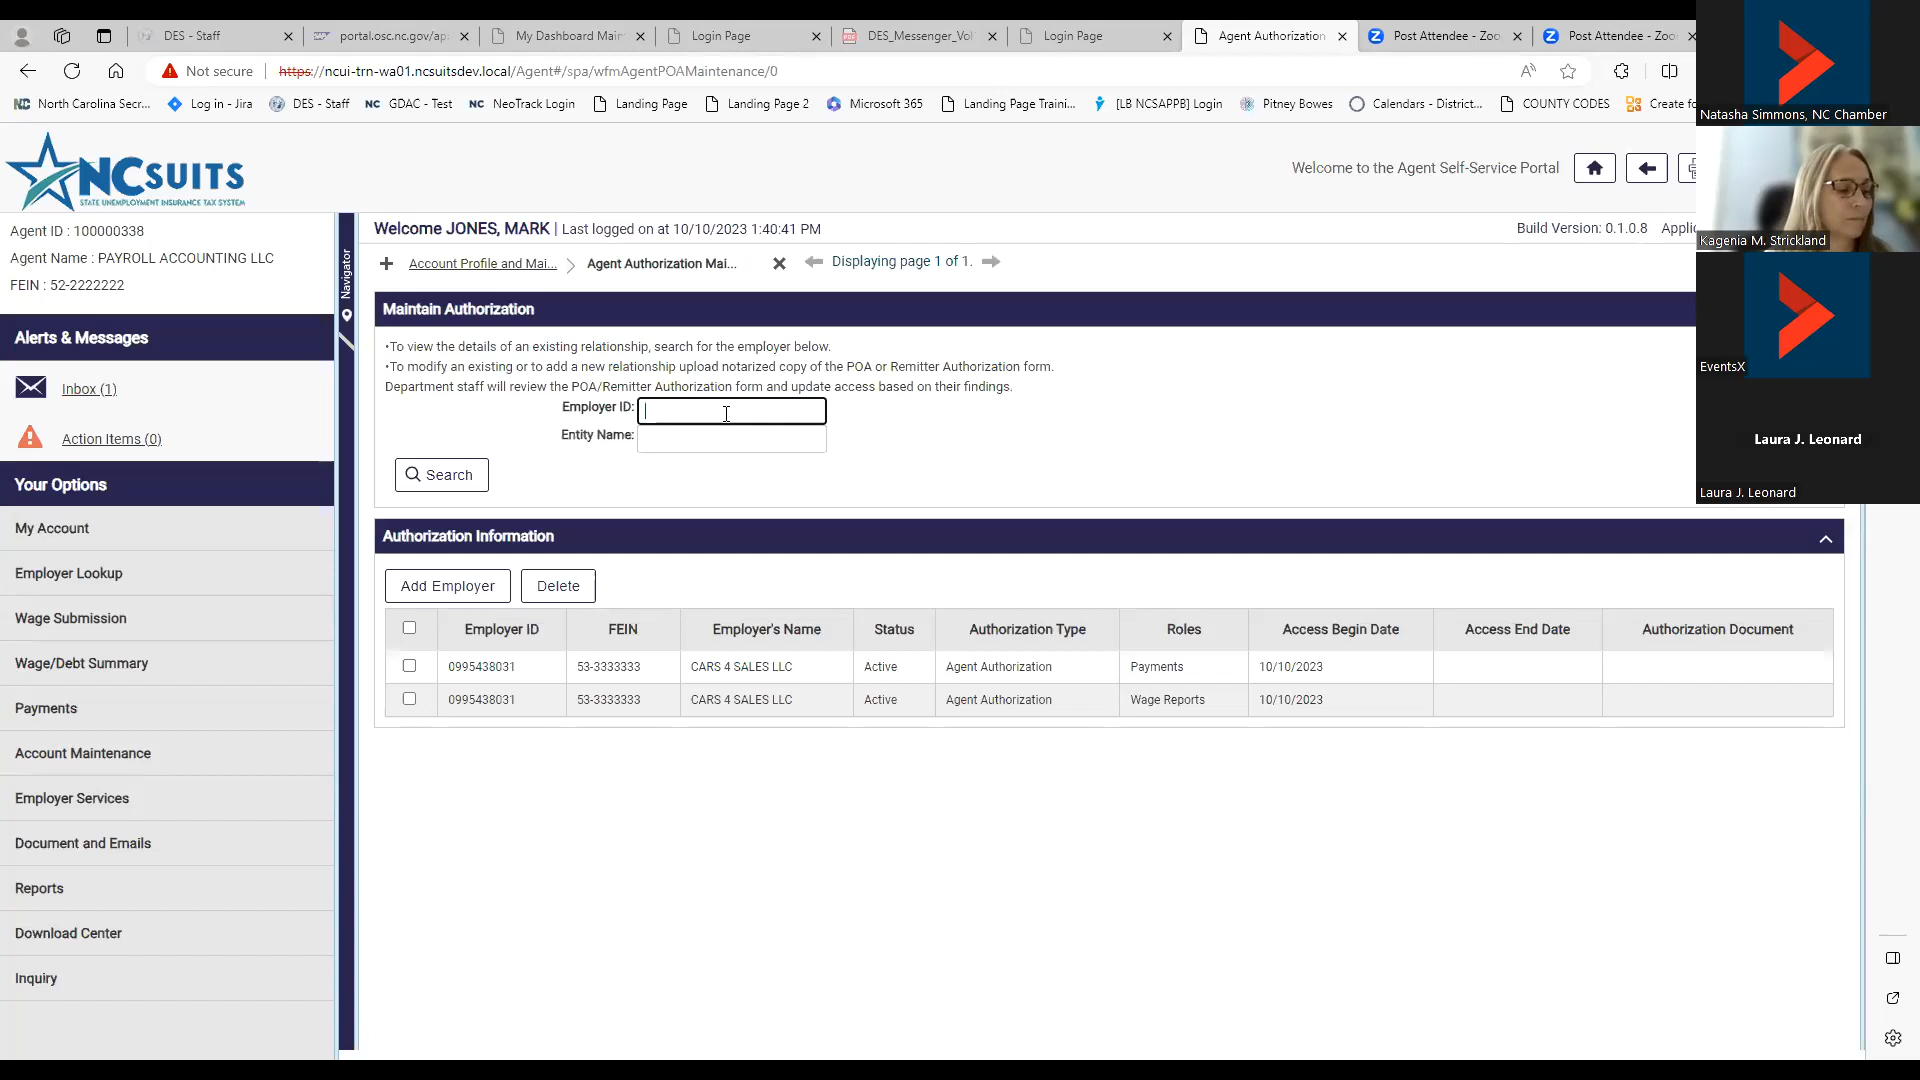 DES - Staff
portal.osc.nc.gov/ap
My Dashboard Main
Login Page
DES_Messenger_Vol
Login Page
Agent Authorization
Post Attendee - Zoo
Post Attendee - Zoo
Not secure
https://ncui-trn-wa01.ncsuitsdev.local/Agent#/spa/wfmAgentPOAMaintenance/0
North Carolina Secr...
Log in - Jira
DES - Staff
NC GDAC - Test
NC NeoTrack Login
Landing Page
Landing Page 2
Microsoft 365
Landing Page Traini...
[LB NCSAPPB] Login
Pitney Bowes
Calendars - District...
COUNTY CODES
Create fo
Natasha Simmons, NC Chamber
NCSUITS
STATE UNEMPLOYMENT INSURANCE TAX SYSTEM
Welcome to the Agent Self-Service Portal
Kagenia M. Strickland
EventsX
Laura J. Leonard
Laura J. Leonard
Agent ID : 100000338
Agent Name : PAYROLL ACCOUNTING LLC
FEIN : 52-2222222
Alerts & Messages
Inbox (1)
Action Items (0)
Your Options
My Account
Employer Lookup
Wage Submission
Wage/Debt Summary
Payments
Account Maintenance
Employer Services
Document and Emails
Reports
Download Center
Inquiry
Navigator
Welcome JONES, MARK | Last logged on at 10/10/2023 1:40:41 PM
Build Version: 0.1.0.8 Applic
Account Profile and Mai...
Agent Authorization Mai...
Displaying page 1 of 1.
Maintain Authorization
•To view the details of an existing relationship, search for the employer below.
•To modify an existing or to add a new relationship upload notarized copy of the POA or Remitter Authorization form.
Department staff will review the POA/Remitter Authorization form and update access based on their findings.
Employer ID:
Entity Name:
Search
Authorization Information
Add Employer Delete
Employer ID FEIN Employer's Name Status Authorization Type Roles Access Begin Date Access End Date Authorization Document
0995438031 53-3333333 CARS 4 SALES LLC Active Agent Authorization Payments 10/10/2023
0995438031 53-3333333 CARS 4 SALES LLC Active Agent Authorization Wage Reports 10/10/2023